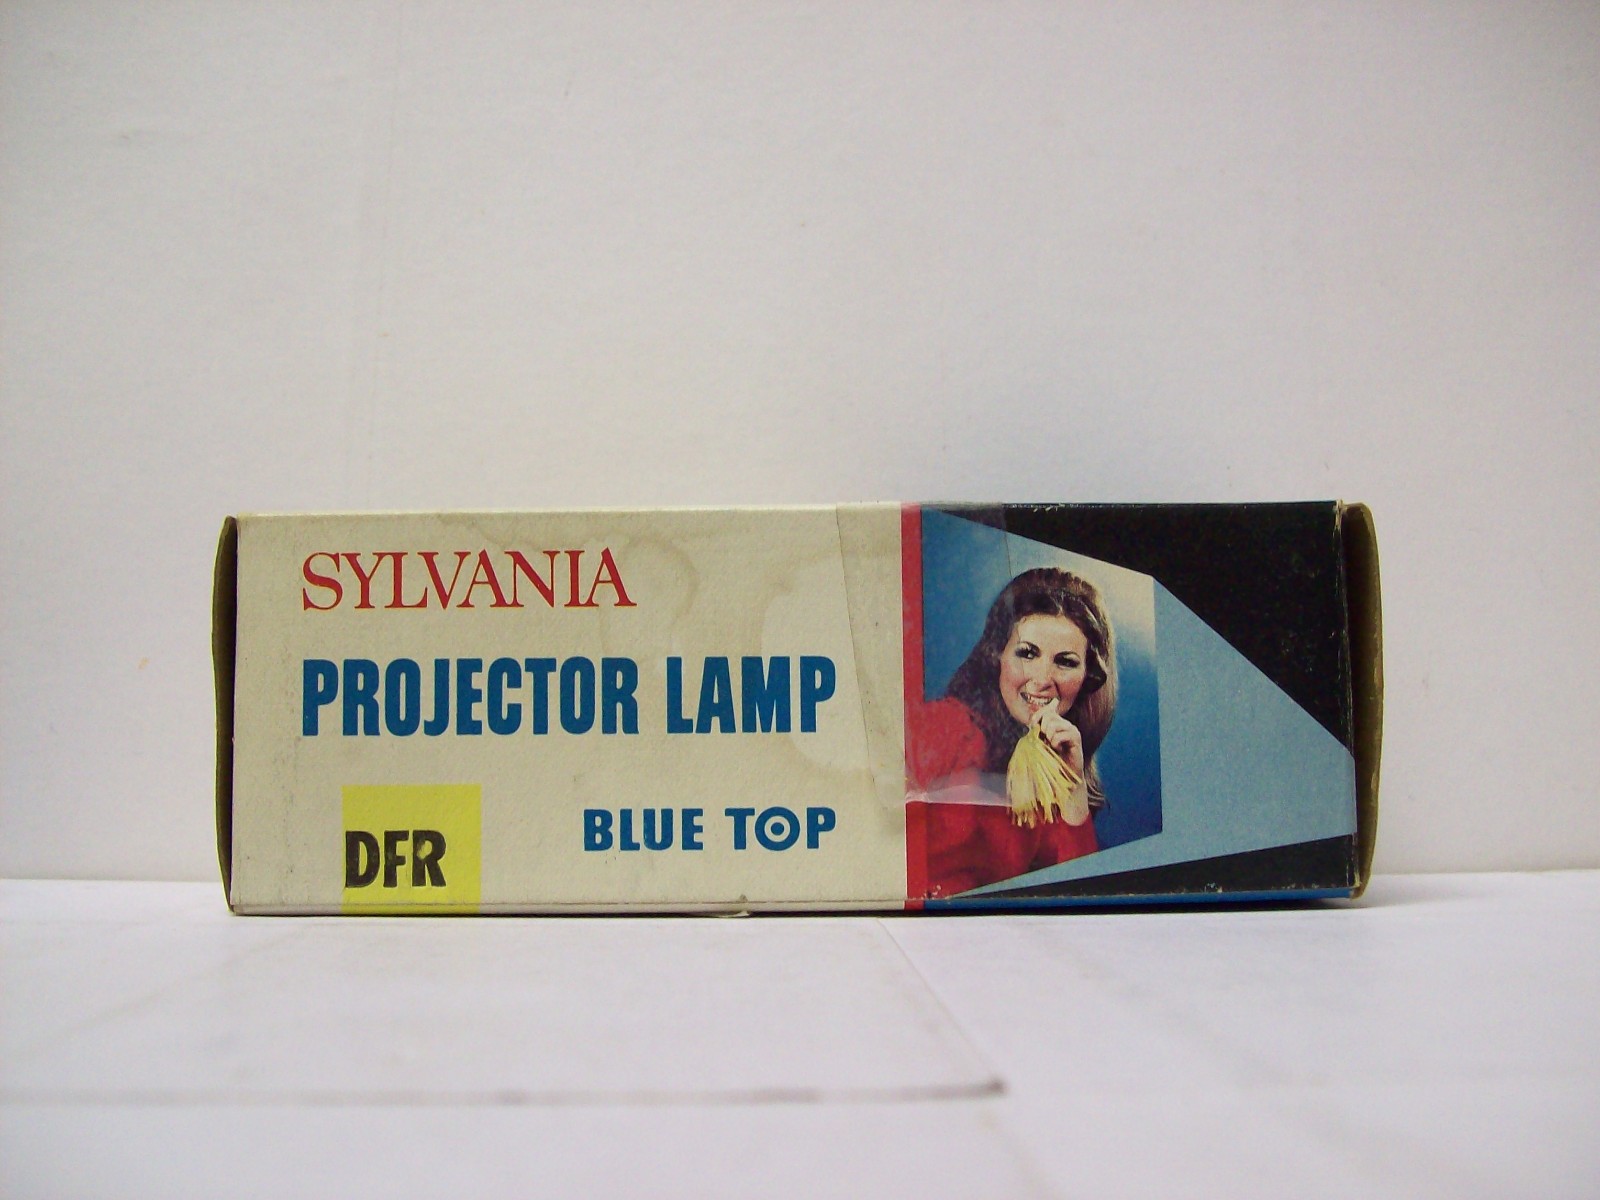 SYLVANIA
PROJECTOR LAMP
DFR
BLUE TOP